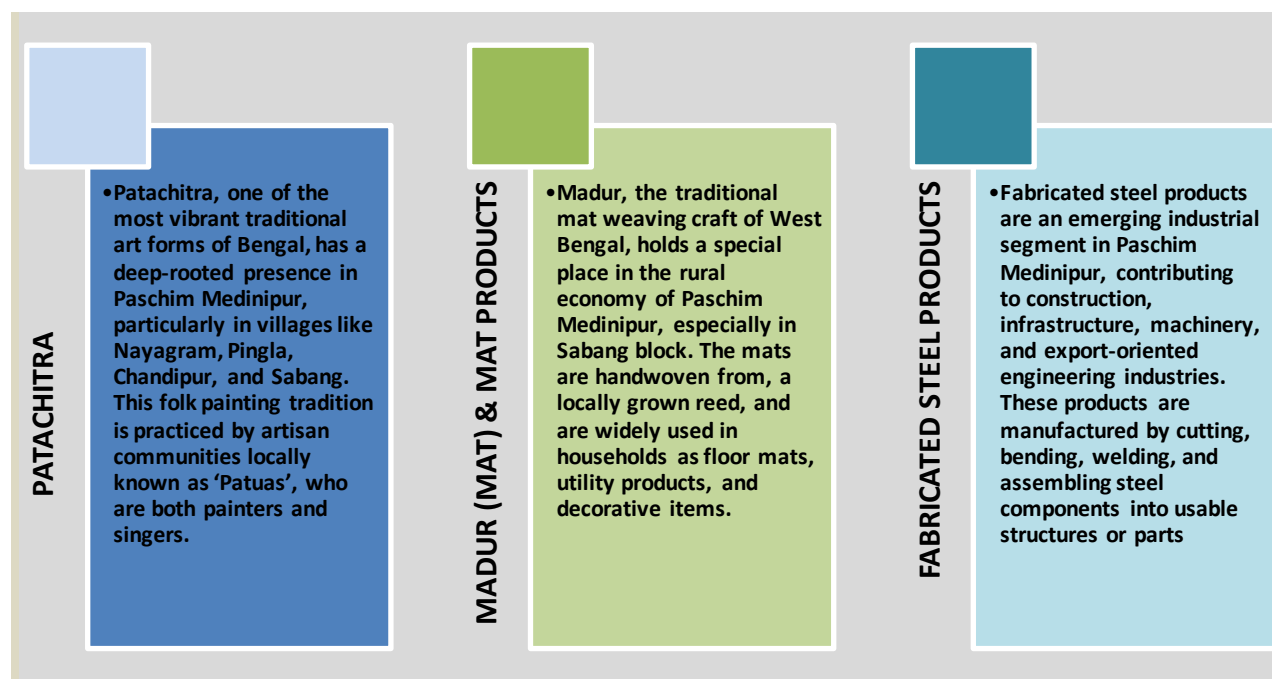 PATACHITRA
•Patachitra, one of the
most vibrant traditional
art forms of Bengal, has a
deep-rooted presence in
Paschim Medinipur,
particularly in villages like
Nayagram, Pingla,
Chandipur, and Sabang.
This folk painting tradition
is practiced by artisan
communities locally
known as ‘Patuas’, who
are both painters and
singers.
MADUR (MAT) & MAT PRODUCTS
•Madur, the traditional
mat weaving craft of West
Bengal, holds a special
place in the rural
economy of Paschim
Medinipur, especially in
Sabang block. The mats
are handwoven from, a
locally grown reed, and
are widely used in
households as floor mats,
utility products, and
decorative items.
FABRICATED STEEL PRODUCTS
•Fabricated steel products
are an emerging industrial
segment in Paschim
Medinipur, contributing
to construction,
infrastructure, machinery,
and export-oriented
engineering industries.
These products are
manufactured by cutting,
bending, welding, and
assembling steel
components into usable
structures or parts